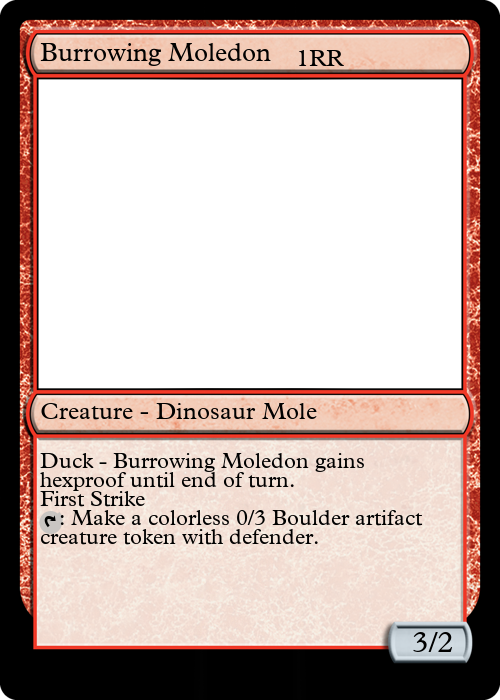 Burrowing Moledon 1RR
Creature - Dinosaur Mole
Duck - Burrowing Moledon gains
hexproof until end of turn.
First Strike
: Make a colorless 0/3 Boulder artifact
creature token with defender.
3/2